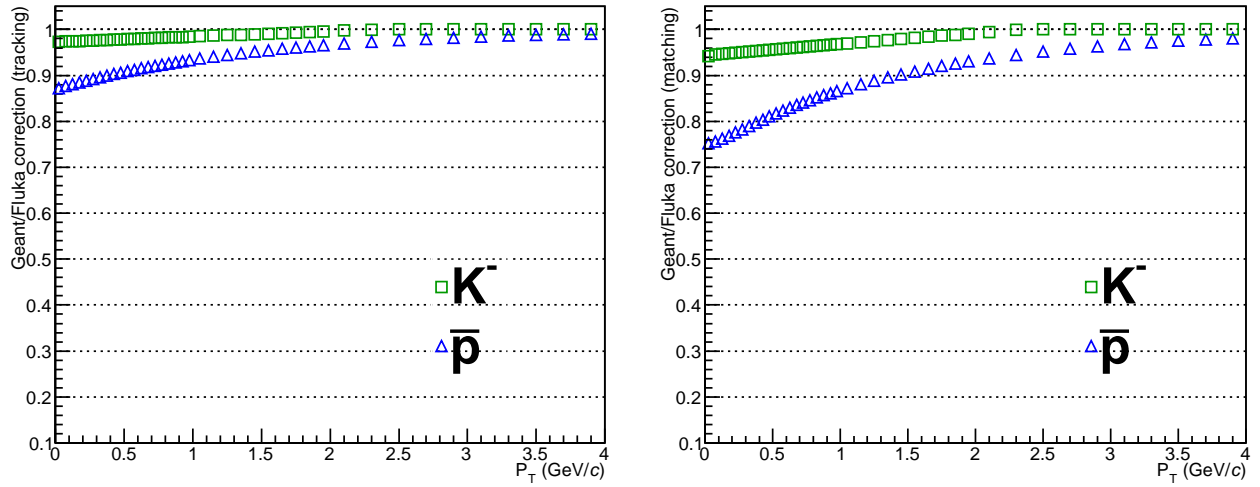 Geant/Fluka correction (tracking)
1
0.9
0.8
0.7
0.6
0.5
0.4
0.3
0.2
0.1
K⁻
p̅
0 0.5 1 1.5 2 2.5 3 3.5 4
P_T (GeV/c)
Geant/Fluka correction (matching)
1
0.9
0.8
0.7
0.6
0.5
0.4
0.3
0.2
0.1
K⁻
p̅
0 0.5 1 1.5 2 2.5 3 3.5 4
P_T (GeV/c)